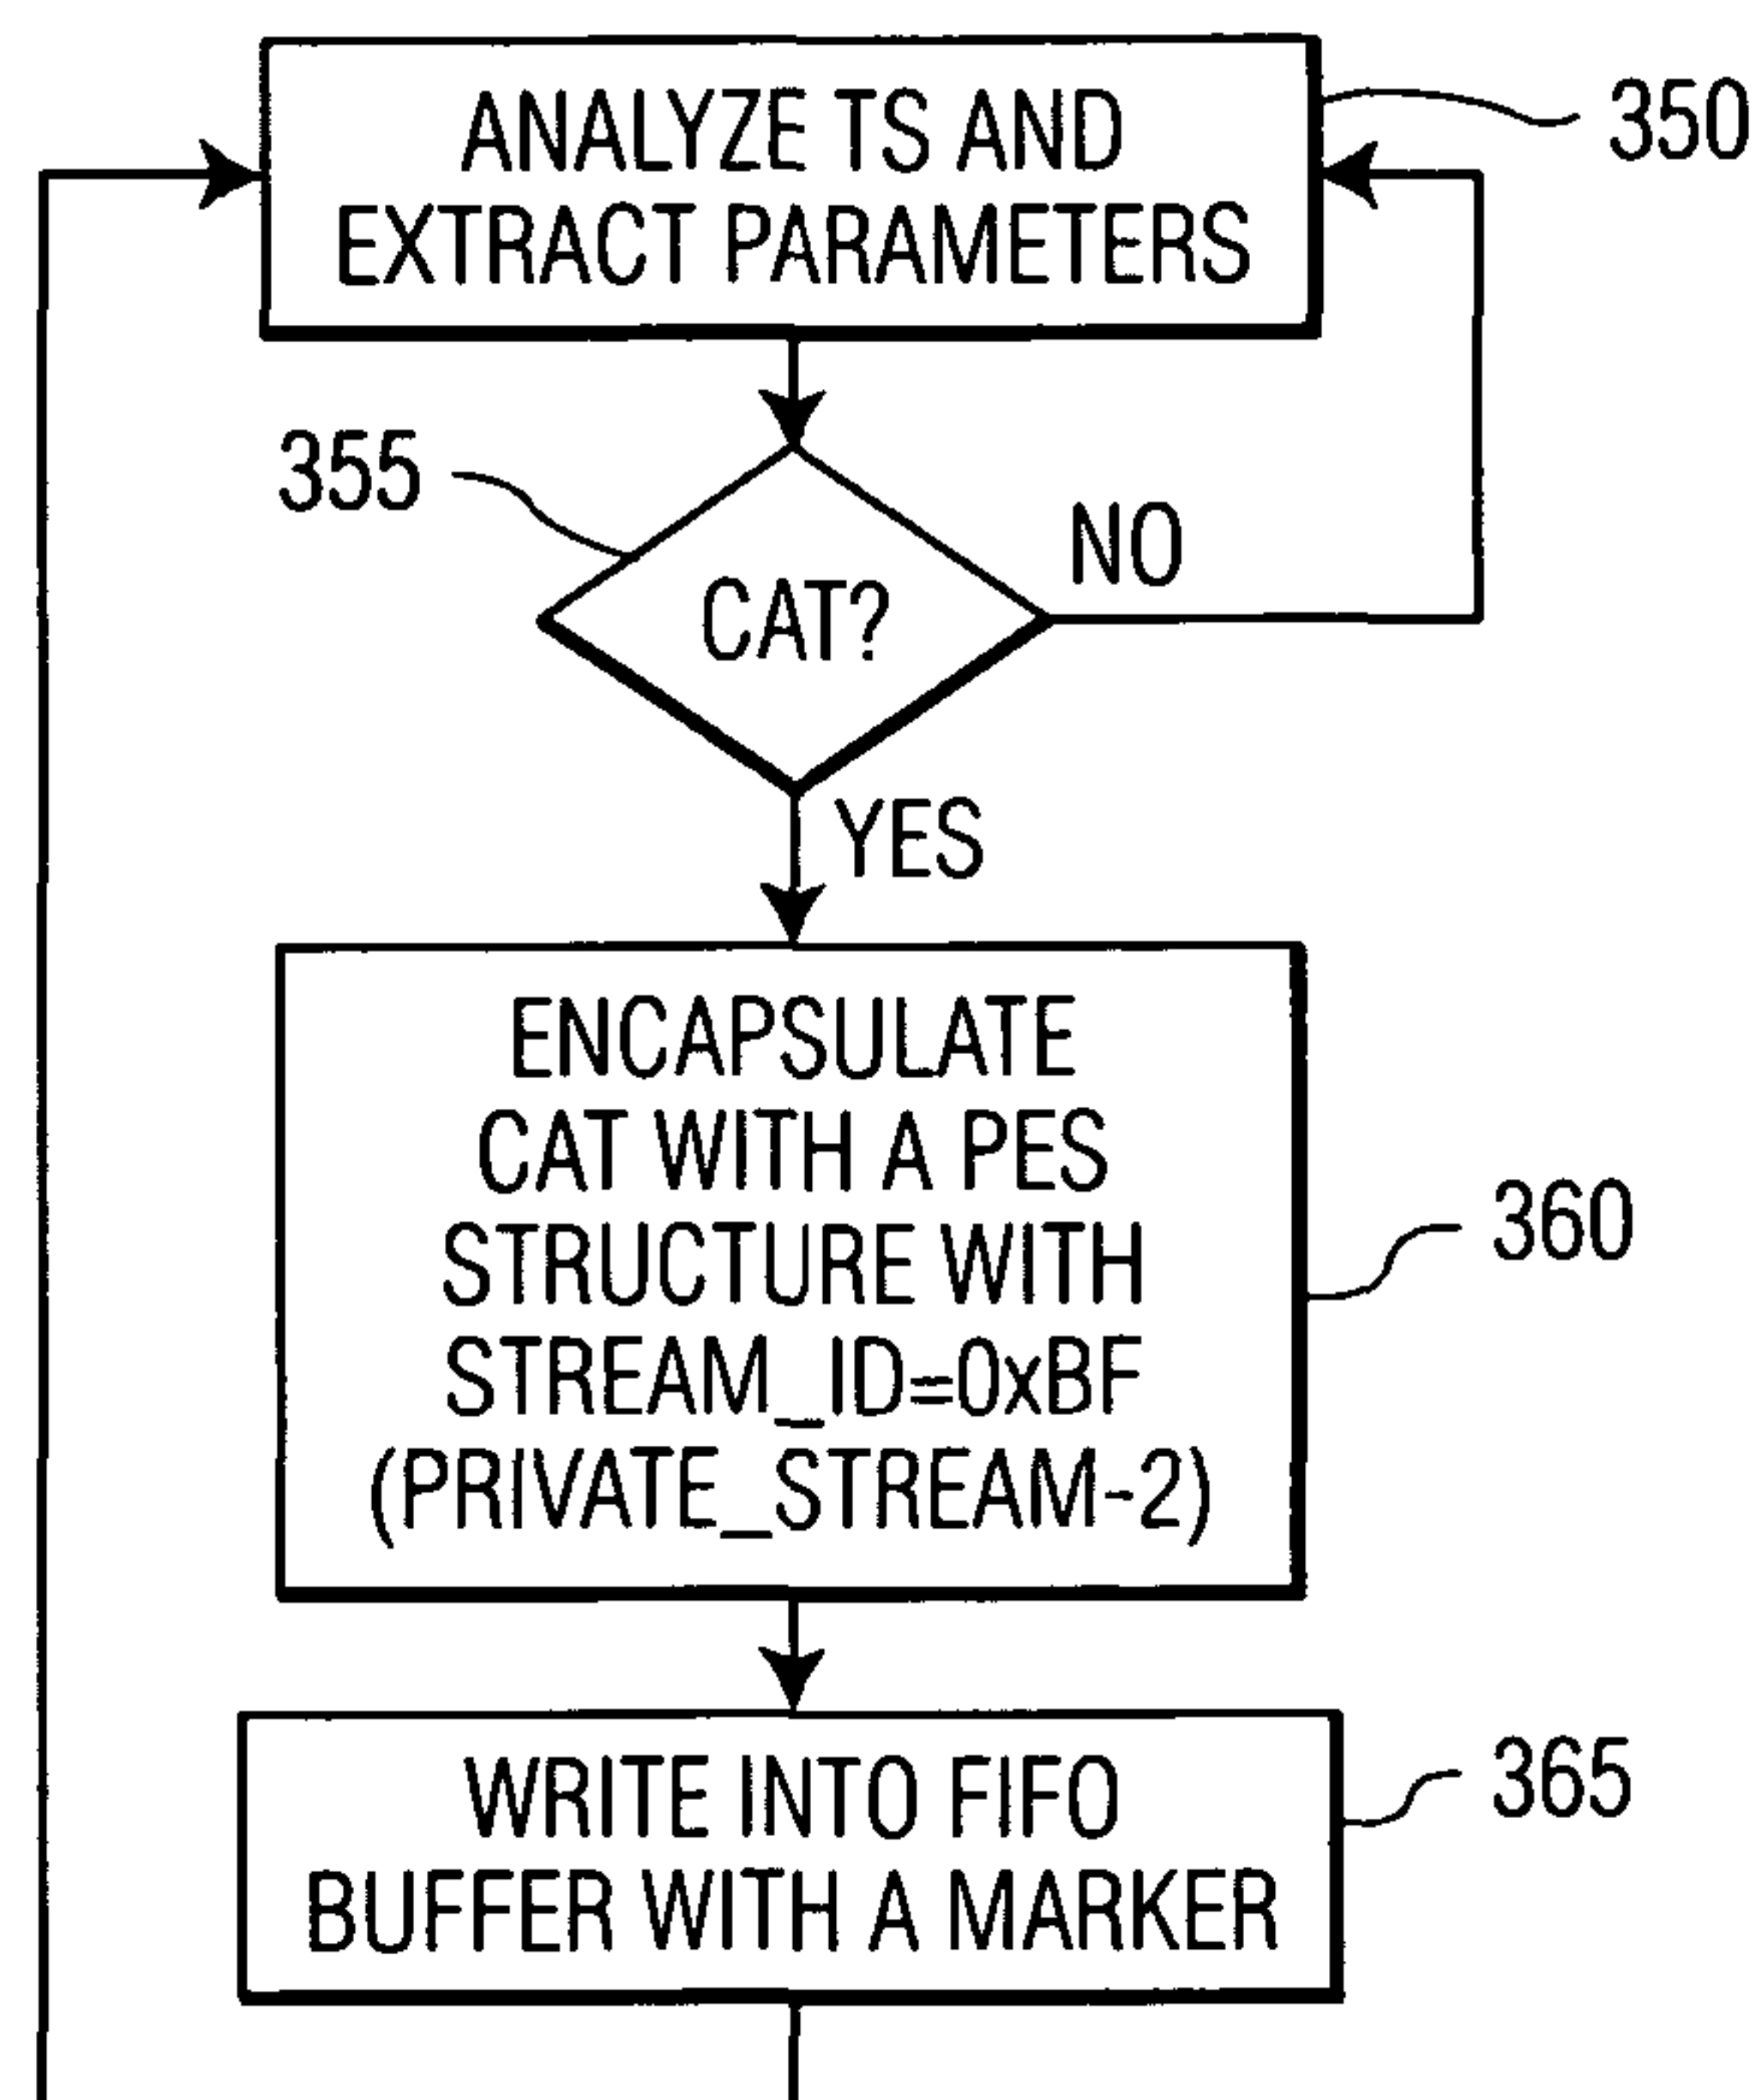 ANALYZE TS AND
EXTRACT PARAMETERS
350
355
CAT?
NO
YES
ENCAPSULATE
CAT WITH A PES
STRUCTURE WITH
STREAM_ID=0xBF
(PRIVATE_STREAM-2)
360
WRITE INTO FIFO
BUFFER WITH A MARKER
365